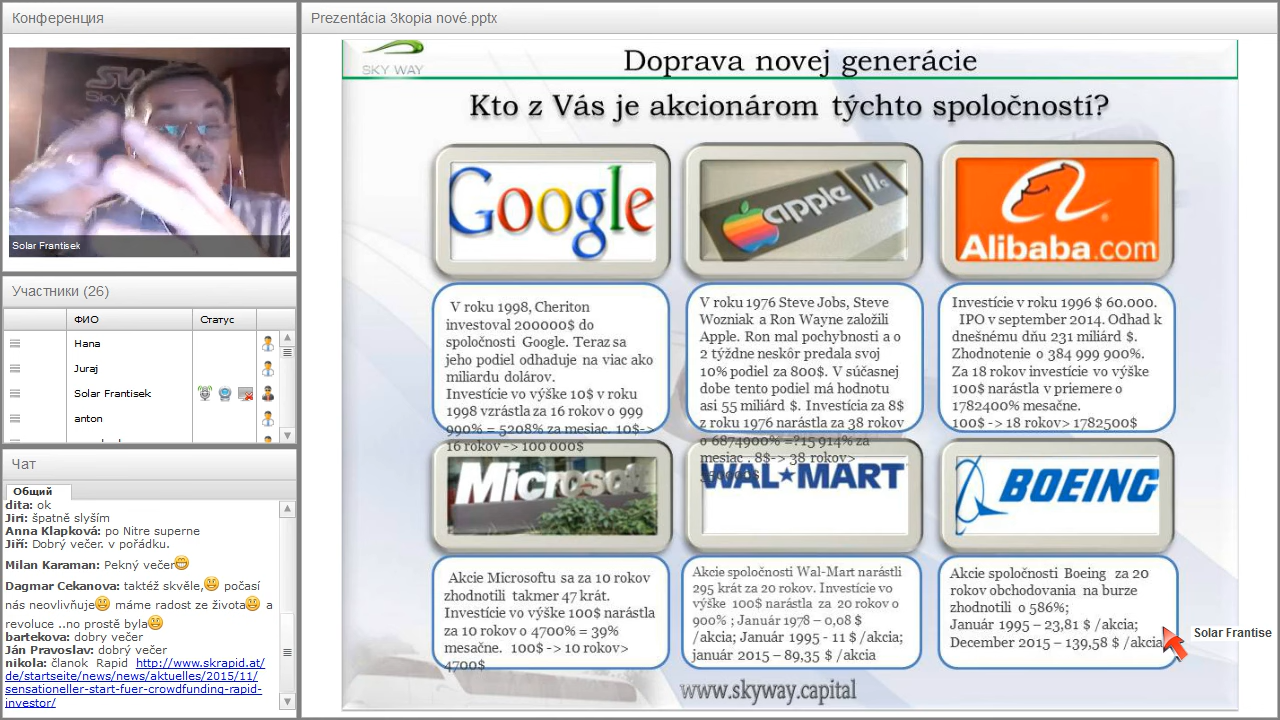 Конференция
Solar Frantisek
Участники (26)
ФИО
Статус
Hana
Juraj
Solar Frantisek
anton
Чат
Общий
dita: ok
Jiří: špatně slyším
Anna Klapková: po Nitre superne
Jiří: Dobrý večer. v pořádku.
Milan Karaman: Pekný večer
Dagmar Cekanova: taktéž skvěle, počasí
nás neovlivňuje máme radost ze života a
revoluce ..no prostě byla
bartekova: dobry večer
Ján Pravoslav: dobrý večer
nikola: članok Rapid http://www.skrapid.at/
de/startseite/news/news/aktuelles/2015/11/
sensationeller-start-fuer-crowdfunding-rapid-
investor/
Prezentácia 3kopia nové.pptx
SKY WAY
Doprava novej generácie
Kto z Vás je akcionárom týchto spoločností?
Google
apple
Alibaba.com
V roku 1998, Cheriton
investoval 200000$ do
spoločnosti Google. Teraz sa
jeho podiel odhaduje na viac ako
miliardu dolárov.
Investície vo výške 10$ v roku
1998 vzrástla za 16 rokov o 999
990% = 5208% za mesiac. 10$->
16 rokov -> 100 000$
V roku 1976 Steve Jobs, Steve
Wozniak a Ron Wayne založili
Apple. Ron mal pochybnosti a o
2 týždne neskôr predala svoj
10% podiel za 800$. V súčasnej
dobe tento podiel má hodnotu
asi 55 miliárd $. Investícia za 8$
z roku 1976 narástla za 38 rokov
o 6874900% =?15 914% za
mesiac . 8$-> 38 rokov>
Investície v roku 1996 $ 60.000.
IPO v september 2014. Odhad k
dnešnému dňu 231 miliárd $.
Zhodnotenie o 384 999 900%.
Za 18 rokov investície vo výške
100$ narástla v priemere o
1782400% mesačne.
100$ -> 18 rokov> 1782500$
Microsoft
WAL★MART
BOEING
Akcie Microsoftu sa za 10 rokov
zhodnotili takmer 47 krát.
Investície vo výške 100$ narástla
za 10 rokov o 4700% = 39%
mesačne. 100$ -> 10 rokov>
4700$
Akcie spoločnosti Wal-Mart narástli
295 krát za 20 rokov. Investície vo
výške 100$ narástla za 20 rokov o
900% ; Január 1978 – 0,08 $
/akcia; Január 1995 - 11 $ /akcia;
január 2015 – 89,35 $ /akcia
Akcie spoločnosti Boeing za 20
rokov obchodovania na burze
zhodnotili o 586%;
Január 1995 – 23,81 $ /akcia;
December 2015 – 139,58 $ /akcia
Solar Frantise
www.skyway.capital